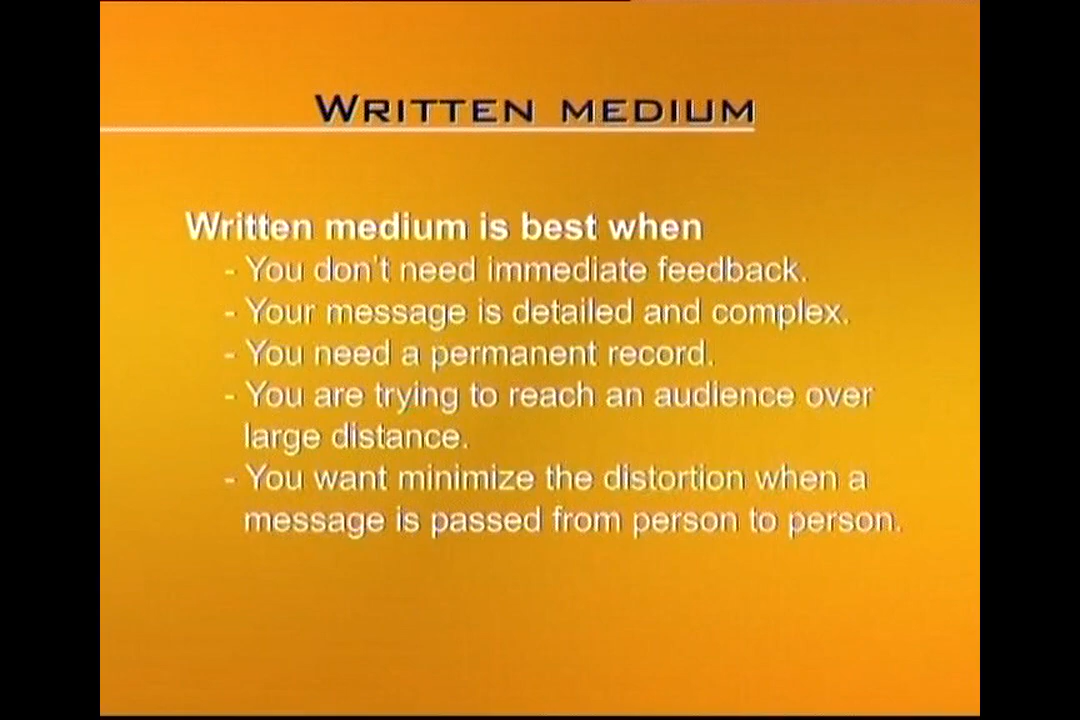 WRITTEN MEDIUM
Written medium is best when
- You don't need immediate feedback.
- Your message is detailed and complex.
- You need a permanent record.
- You are trying to reach an audience over
large distance.
- You want minimize the distortion when a
message is passed from person to person.